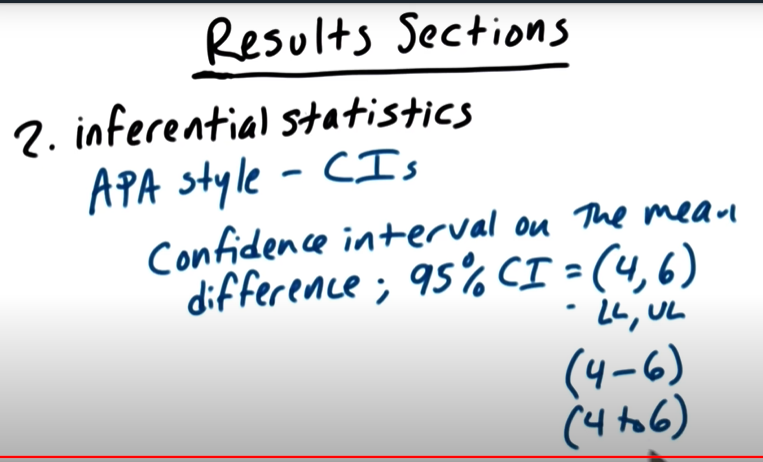 Results Sections
2. inferential statistics
APA style - CIs
Confidence interval on the mean
difference; 95% CI = (4, 6)
- LL, UL
(4-6)
(4 to 6)